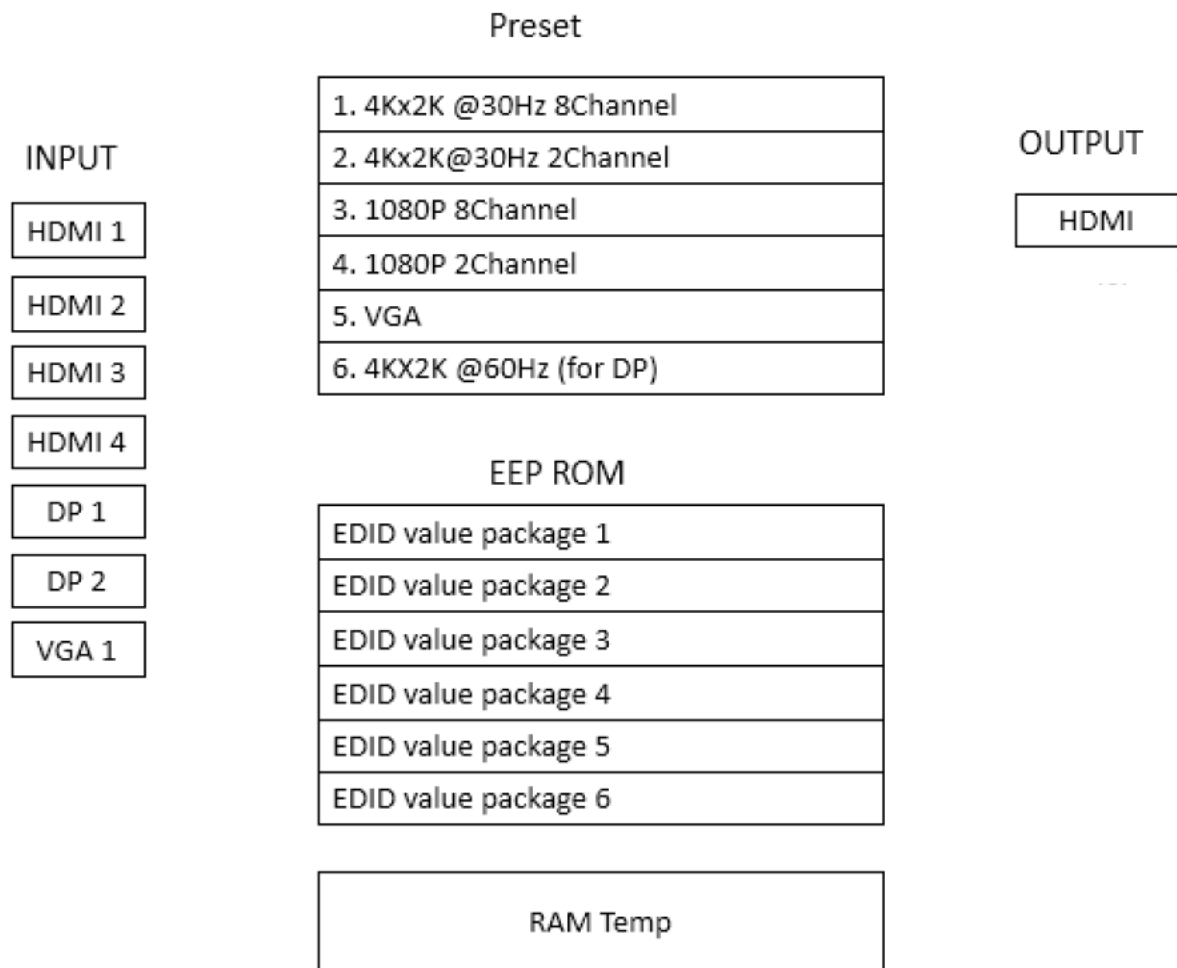 Preset
1. 4Kx2K @30Hz 8Channel
2. 4Kx2K@30Hz 2Channel
3. 1080P 8Channel
4. 1080P 2Channel
5. VGA
6. 4KX2K @60Hz (for DP)
INPUT
HDMI 1
HDMI 2
HDMI 3
HDMI 4
DP 1
DP 2
VGA 1
OUTPUT
HDMI
EEP ROM
EDID value package 1
EDID value package 2
EDID value package 3
EDID value package 4
EDID value package 5
EDID value package 6
RAM Temp